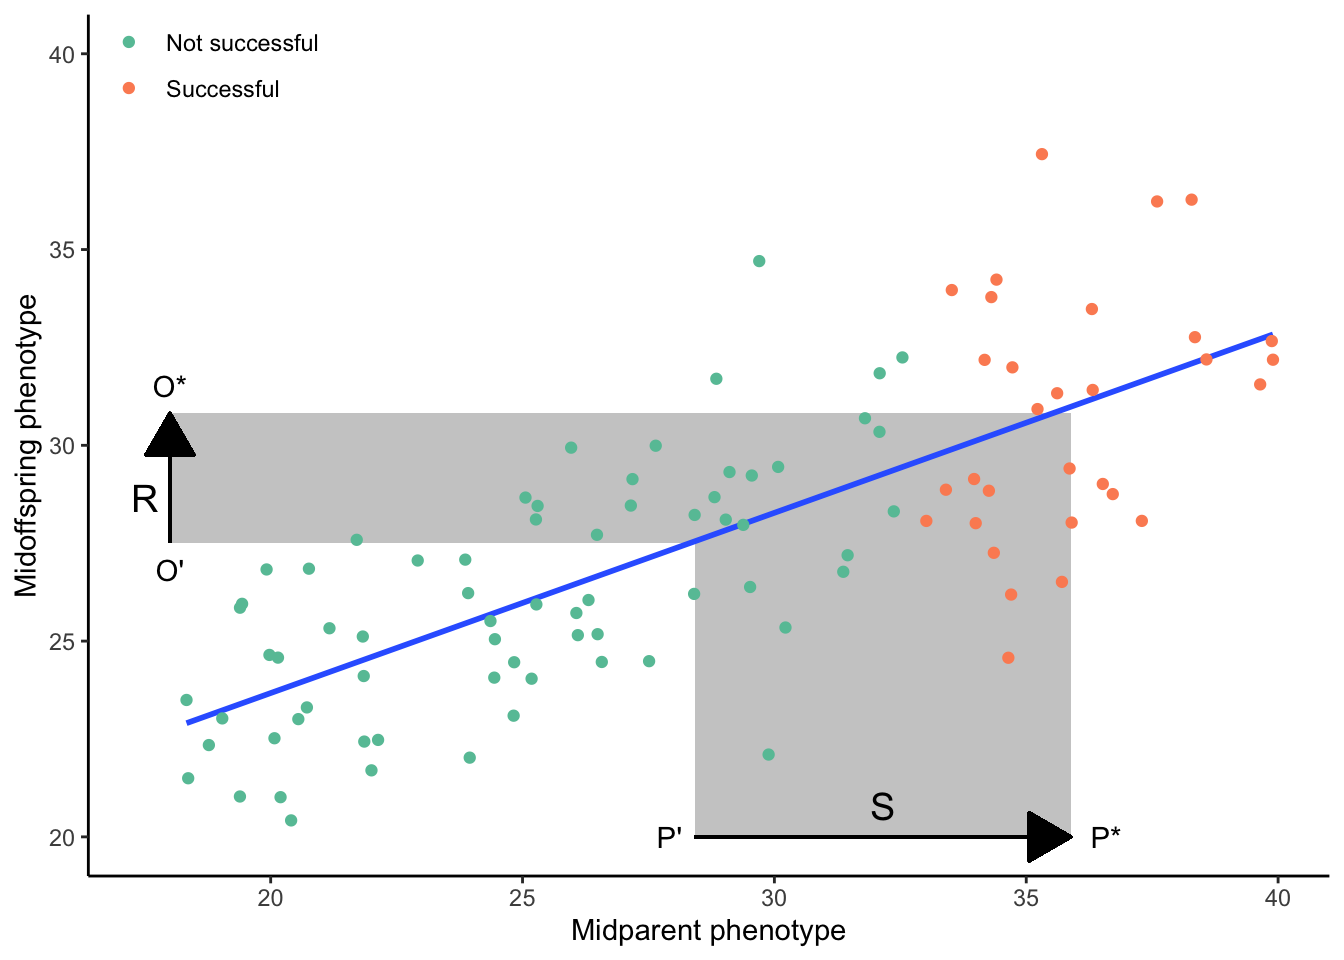 Not successful
Successful
40
35
30
25
20
Midoffspring phenotype
O*
R
O'
S
P'
P*
20
25
30
35
40
Midparent phenotype